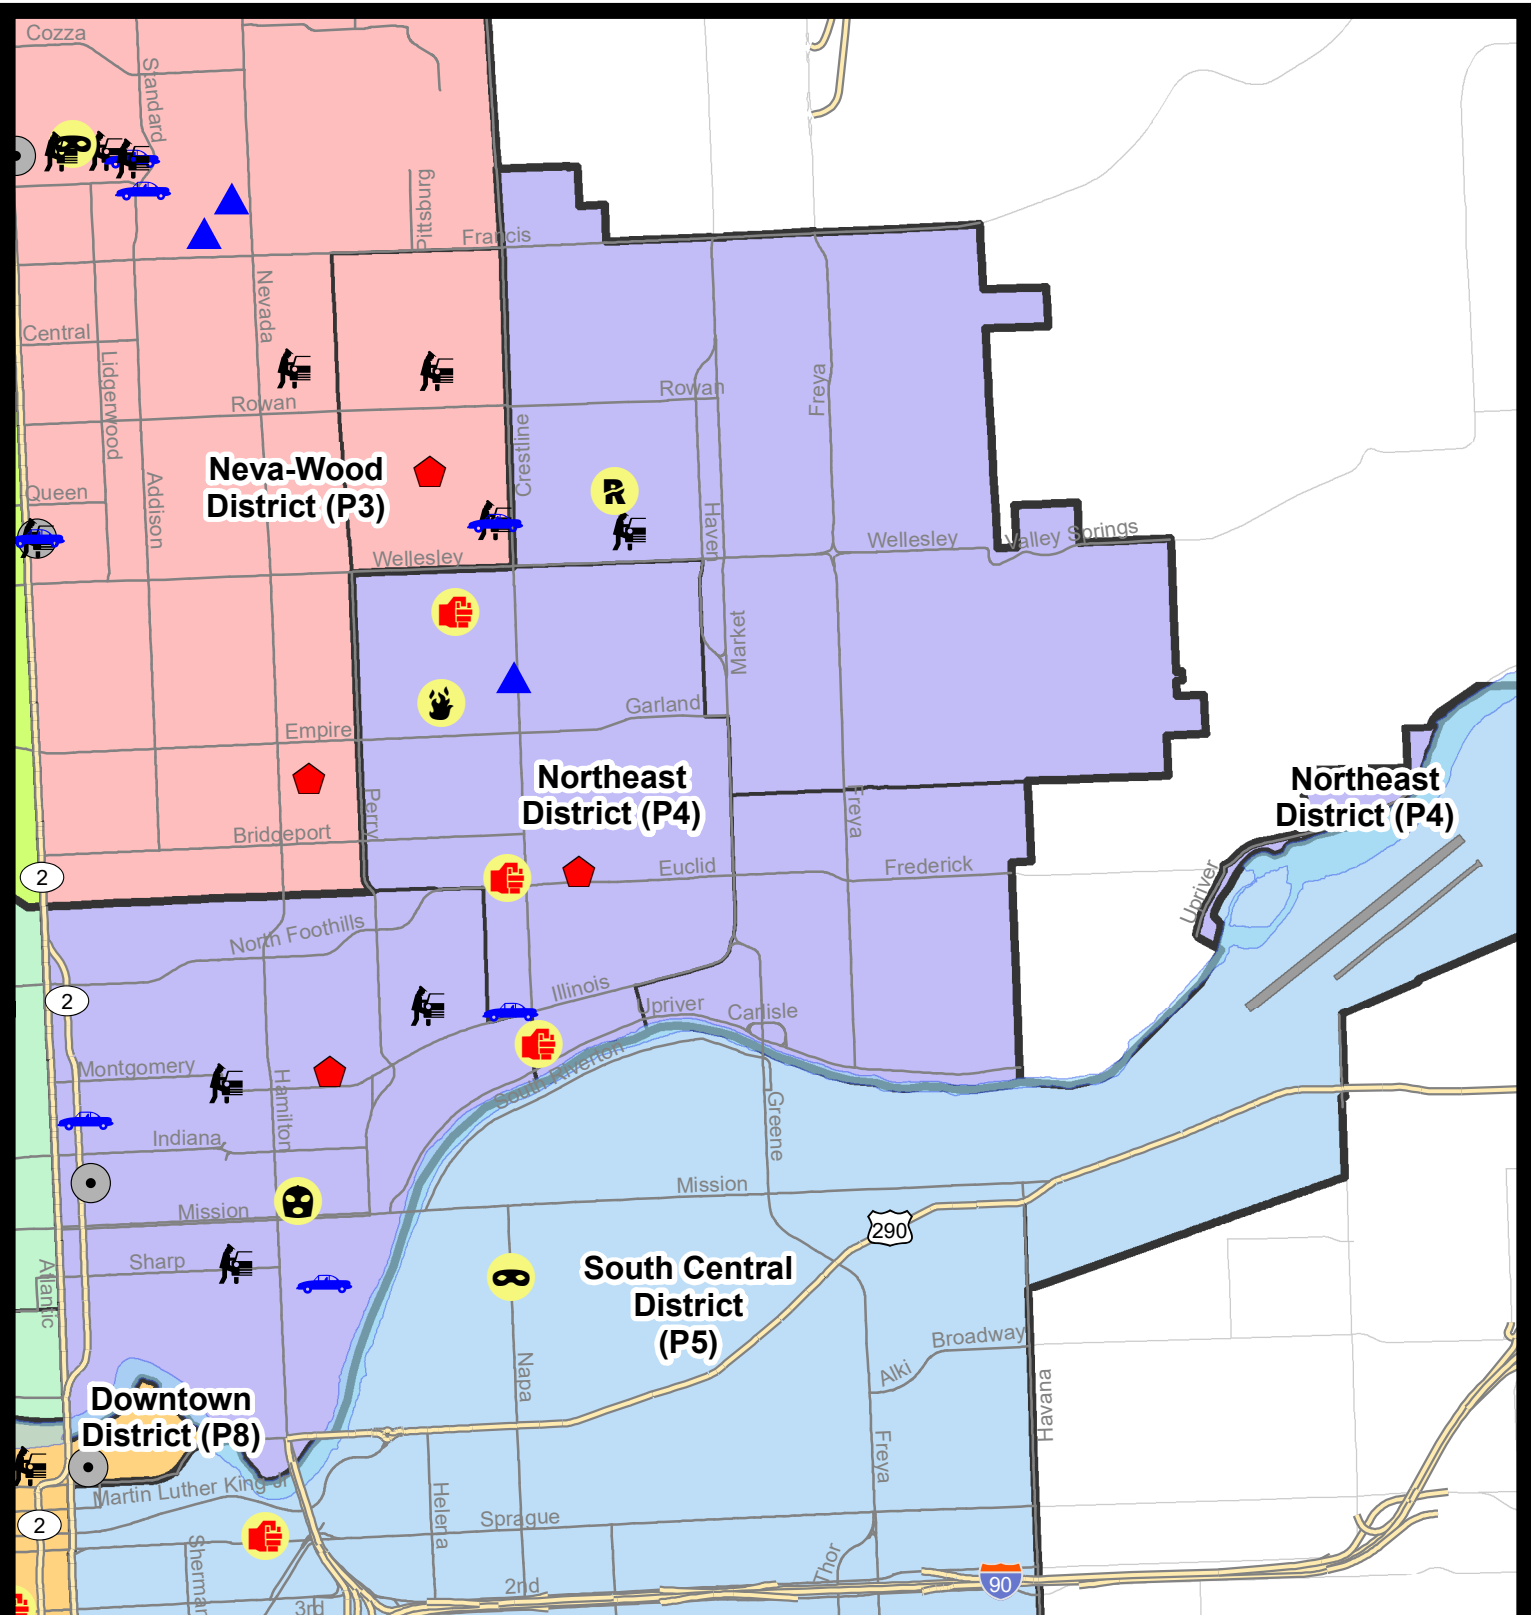 Cozza
Standard
Pittsburg
Francis
Nevada
Central
Lidgerwood
Rowan
Rowan
Freya
Crestline
Neva-Wood
District (P3)
Queen
Addison
Haven
Wellesley
Valley Springs
Wellesley
Market
Garland
Empire
Northeast
District (P4)
Northeast
District (P4)
Perry
Freya
Bridgeport
Euclid
Frederick
2
Upriver
North Foothills
Illinois
2
Upriver
Carlisle
South Riverton
Montgomery
Hamilton
Greene
Indiana
Mission
Mission
290
Sharp
Atlantic
South Central
District
(P5)
Broadway
Napa
Alki
Havana
Downtown
District (P8)
Freya
Martin Luther King Jr
Helena
Sprague
2
Sherman
Thor
2nd
90
3rd